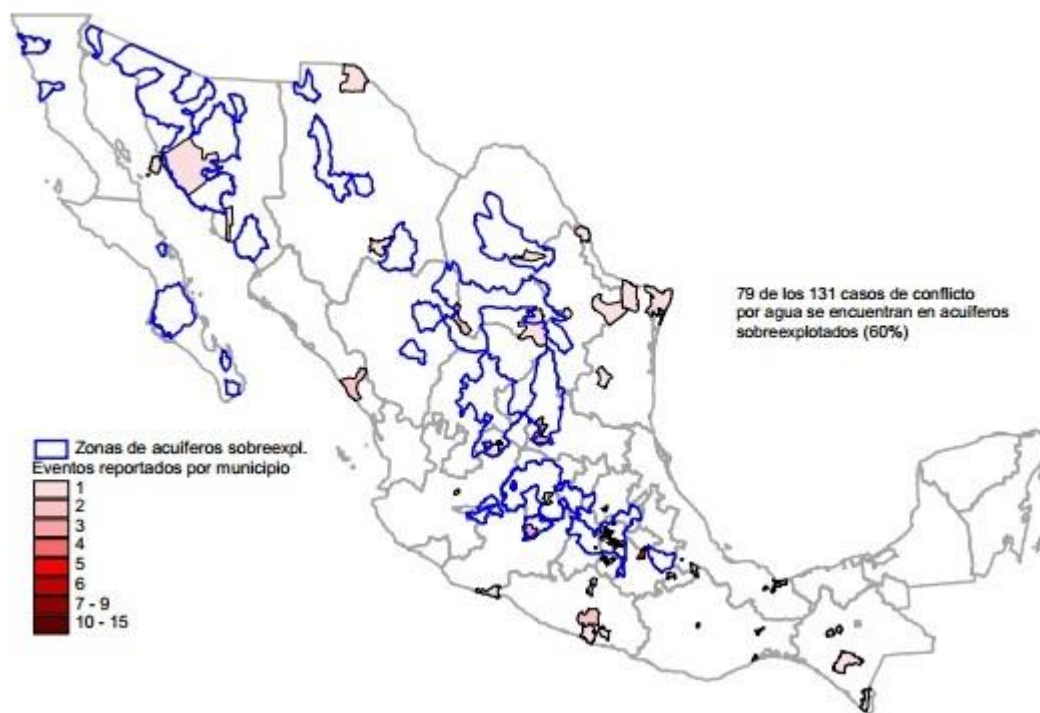 79 de los 131 casos de conflicto
por agua se encuentran en acuíferos
sobreexplotados (60%)
Zonas de acuíferos sobreexpl.
Eventos reportados por municipio
1
2
3
4
5
6
7 - 9
10 - 15